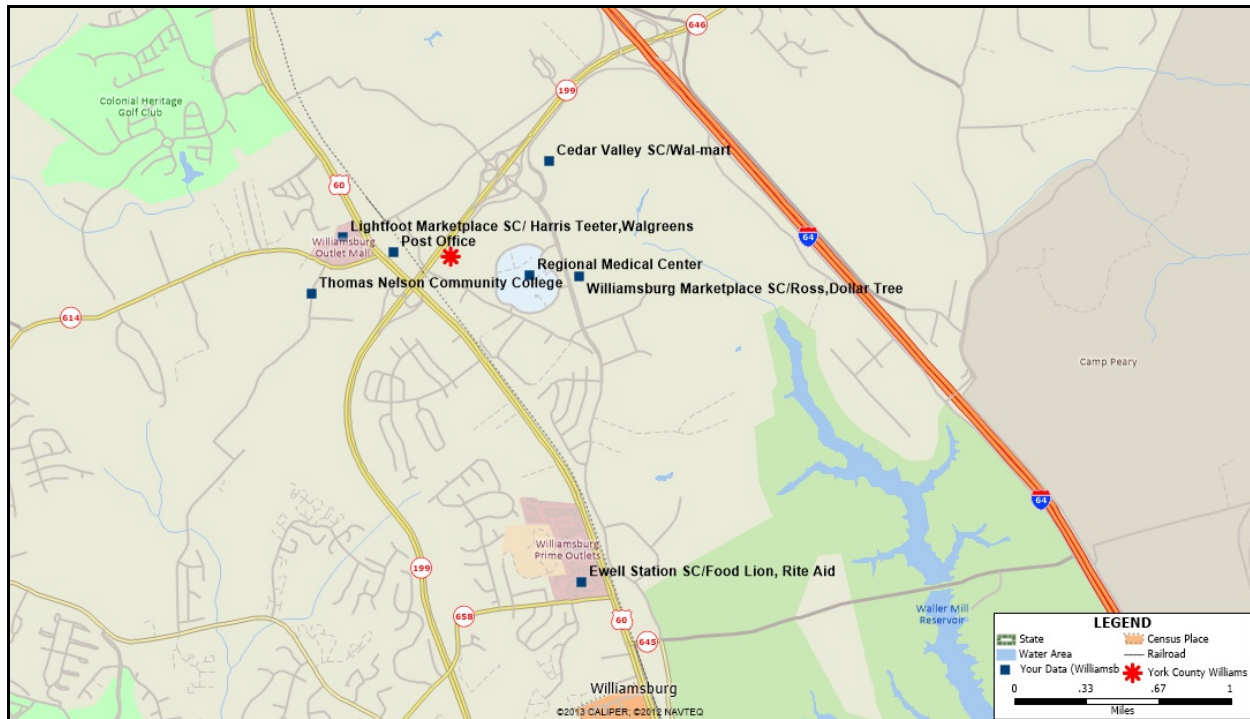 646
Colonial Heritage
Golf Club
199
Cedar Valley SC/Wal-mart
60
Lightfoot Marketplace SC/ Harris Teeter,Walgreens
Williamsburg
Outlet Mall
Post Office
64
Regional Medical Center
Thomas Nelson Community College
Williamsburg Marketplace SC/Ross,Dollar Tree
614
Camp Peary
64
Williamsburg
Prime Outlets
199
Ewell Station SC/Food Lion, Rite Aid
658
60
645
Waller Mill
Reservoir
Williamsburg
©2013 CALIPER; ©2012 NAVTEQ
LEGEND
State
Census Place
Water Area
Railroad
Your Data (Williamsb
York County Williams
0 .33 .67 1
Miles